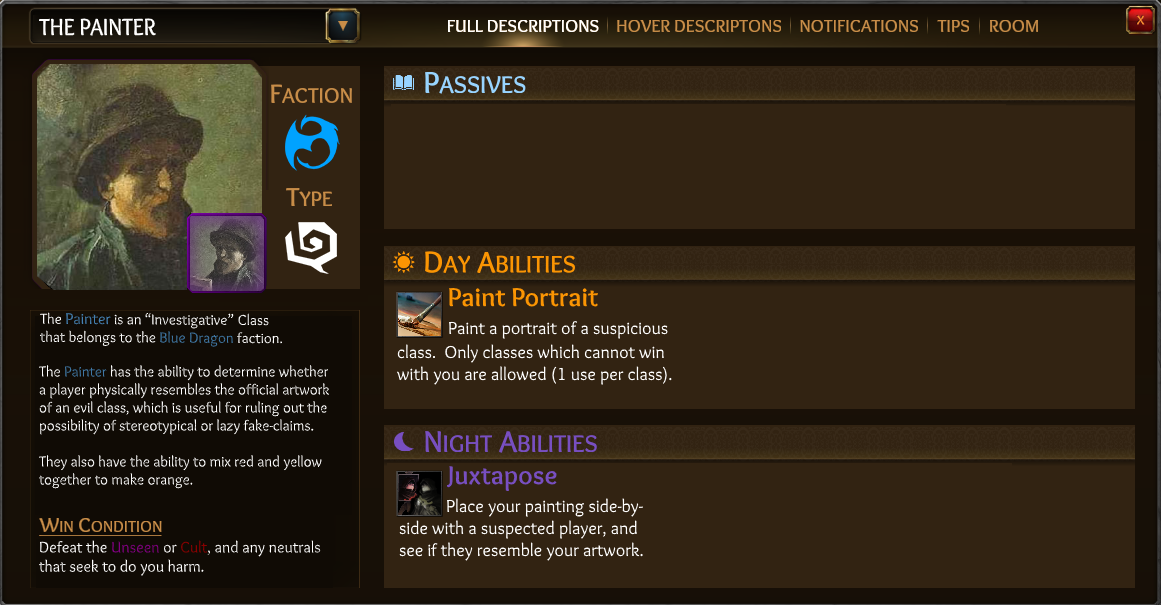 THE PAINTER
FULL DESCRIPTIONS
HOVER DESCRIPTONS
NOTIFICATIONS
TIPS
ROOM
X
FACTION
TYPE
The Painter is an “Investigative” Class
that belongs to the Blue Dragon faction.
The Painter has the ability to determine whether
a player physically resembles the official artwork
of an evil class, which is useful for ruling out the
possibility of stereotypical or lazy fake-claims.
They also have the ability to mix red and yellow
together to make orange.
WIN CONDITION
Defeat the Unseen or Cult, and any neutrals
that seek to do you harm.
PASSIVES
DAY ABILITIES
Paint Portrait
Paint a portrait of a suspicious
class. Only classes which cannot win
with you are allowed (1 use per class).
NIGHT ABILITIES
Juxtapose
Place your painting side-by-
side with a suspected player, and
see if they resemble your artwork.